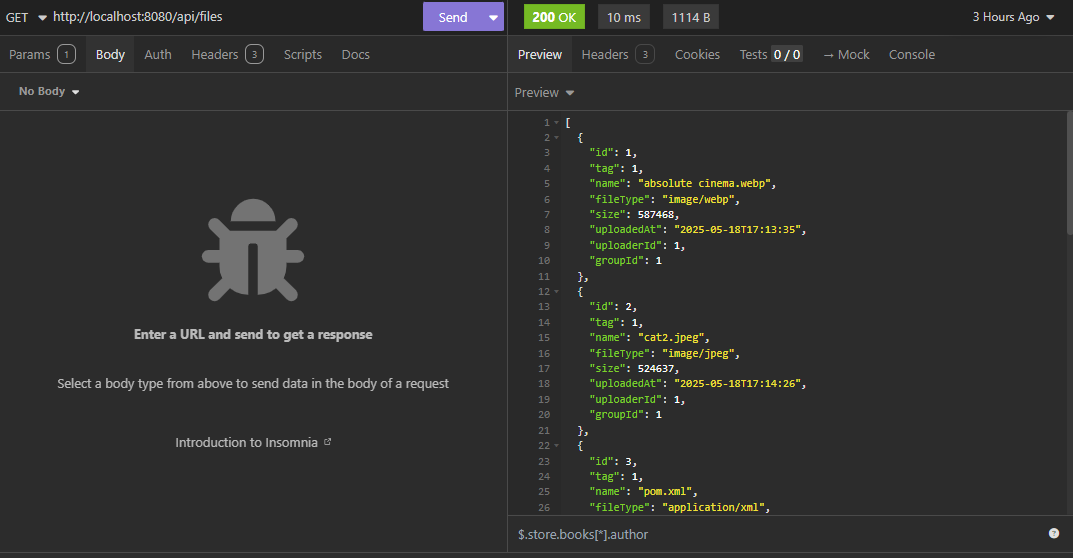 GET http://localhost:8080/api/files Send
200 OK 10 ms 1114 B 3 Hours Ago
Params 1 Body Auth Headers 3 Scripts Docs
Preview Headers 3 Cookies Tests 0 / 0 → Mock Console
No Body
Preview
Enter a URL and send to get a response
Select a body type from above to send data in the body of a request
Introduction to Insomnia
1 [
2 {
3 "id": 1,
4 "tag": 1,
5 "name": "absolute cinema.webp",
6 "fileType": "image/webp",
7 "size": 587468,
8 "uploadedAt": "2025-05-18T17:13:35",
9 "uploaderId": 1,
10 "groupId": 1
11 },
12 {
13 "id": 2,
14 "tag": 1,
15 "name": "cat2.jpeg",
16 "fileType": "image/jpeg",
17 "size": 524637,
18 "uploadedAt": "2025-05-18T17:14:26",
19 "uploaderId": 1,
20 "groupId": 1
21 },
22 {
23 "id": 3,
24 "tag": 1,
25 "name": "pom.xml",
26 "fileType": "application/xml",
$.store.books[*].author
?